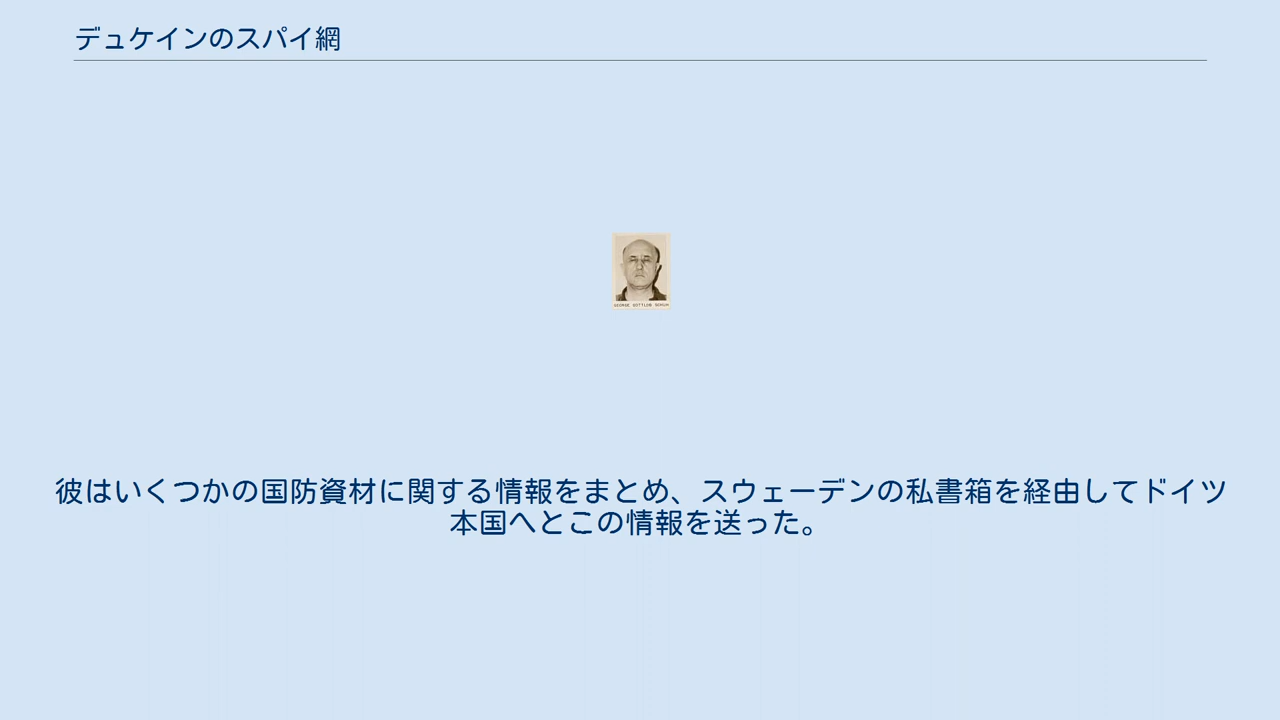 デュケインのスパイ網
GEORGE GOTTLOB SCHUH
彼はいくつかの国防資材に関する情報をまとめ、スウェーデンの私書箱を経由してドイツ
本国へとこの情報を送った。